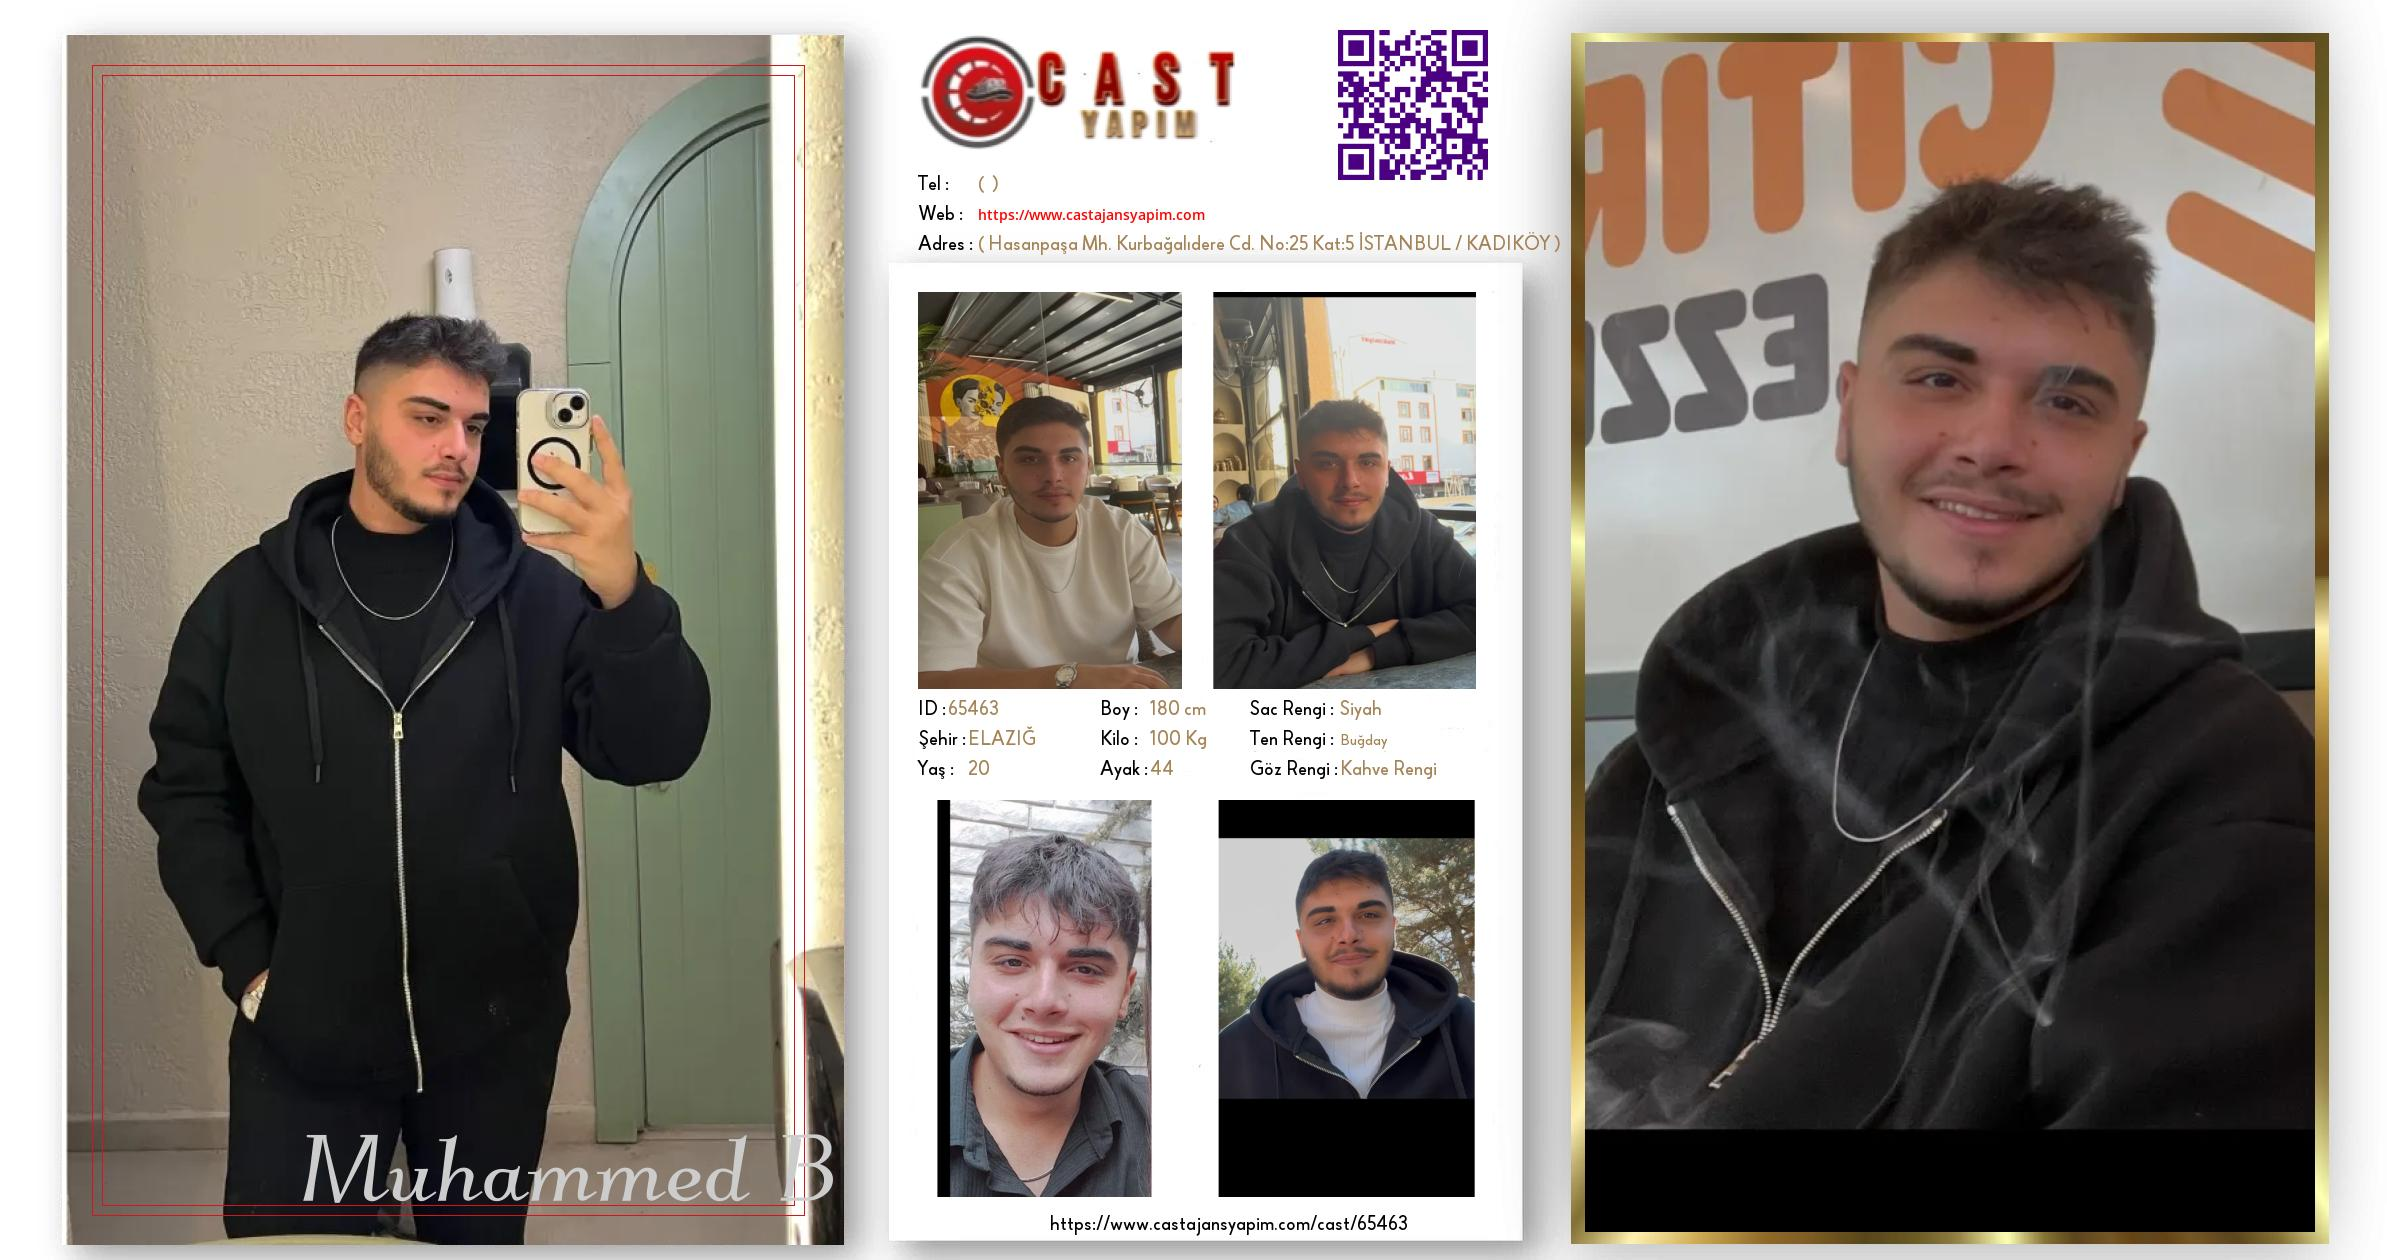 Muhammed B
CAST
YAPIM
Tel : ( )
Web : https://www.castajansyapim.com
Adres : ( Hasanpaşa Mh. Kurbağalıdere Cd. No:25 Kat:5 İSTANBUL / KADIKÖY )
ID : 65463 Boy : 180 cm Sac Rengi : Siyah
Şehir : ELAZIĞ Kilo : 100 Kg Ten Rengi : Buğday
Yaş : 20 Ayak : 44 Göz Rengi : Kahve Rengi
https://www.castajansyapim.com/cast/65463